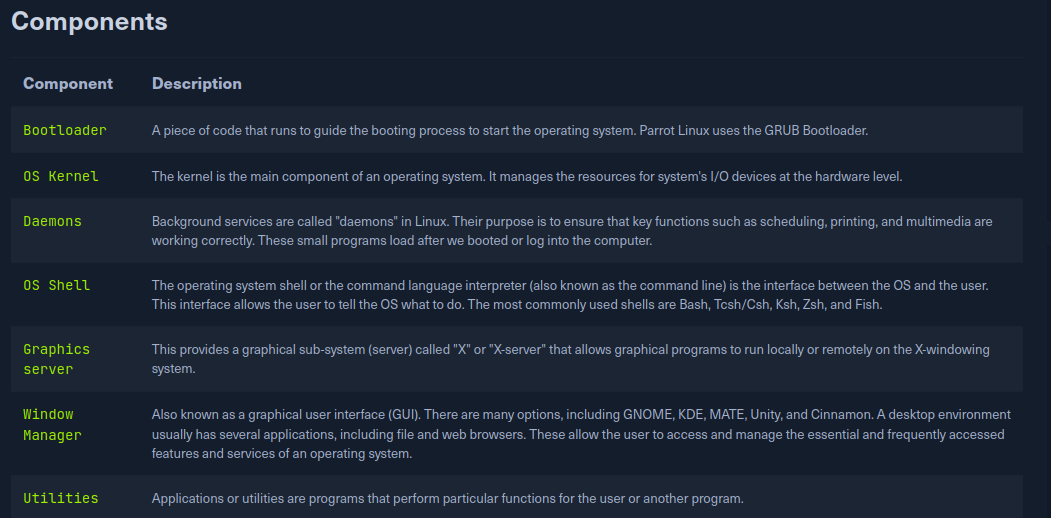 Components
Component Description
Bootloader A piece of code that runs to guide the booting process to start the operating system. Parrot Linux uses the GRUB Bootloader.
OS Kernel The kernel is the main component of an operating system. It manages the resources for system's I/O devices at the hardware level.
Daemons Background services are called "daemons" in Linux. Their purpose is to ensure that key functions such as scheduling, printing, and multimedia are
working correctly. These small programs load after we booted or log into the computer.
OS Shell The operating system shell or the command language interpreter (also known as the command line) is the interface between the OS and the user.
This interface allows the user to tell the OS what to do. The most commonly used shells are Bash, Tcsh/Csh, Ksh, Zsh, and Fish.
Graphics This provides a graphical sub-system (server) called "X" or "X-server" that allows graphical programs to run locally or remotely on the X-windowing
server system.
Window Also known as a graphical user interface (GUI). There are many options, including GNOME, KDE, MATE, Unity, and Cinnamon. A desktop environment
Manager usually has several applications, including file and web browsers. These allow the user to access and manage the essential and frequently accessed
features and services of an operating system.
Utilities Applications or utilities are programs that perform particular functions for the user or another program.